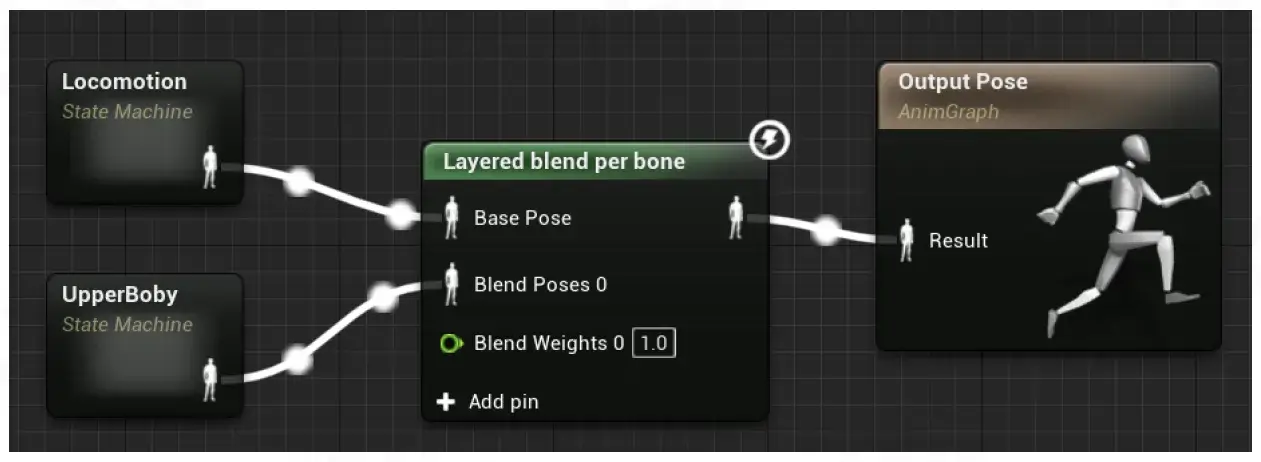 Locomotion
State Machine
UpperBoby
State Machine
Layered blend per bone
Base Pose
Blend Poses 0
Blend Weights 0 1.0
Add pin
Output Pose
AnimGraph
Result